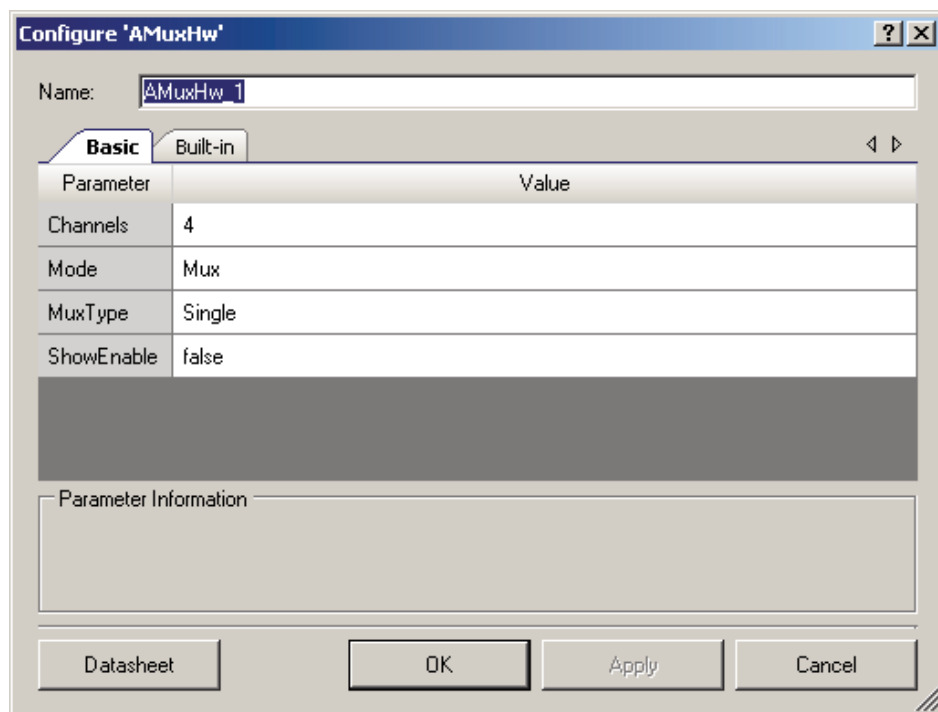 Configure 'AMuxHw'
Name: AMuxHw_1
Basic Built-in
Parameter Value
Channels 4
Mode Mux
MuxType Single
ShowEnable false
Parameter Information
Datasheet OK Apply Cancel